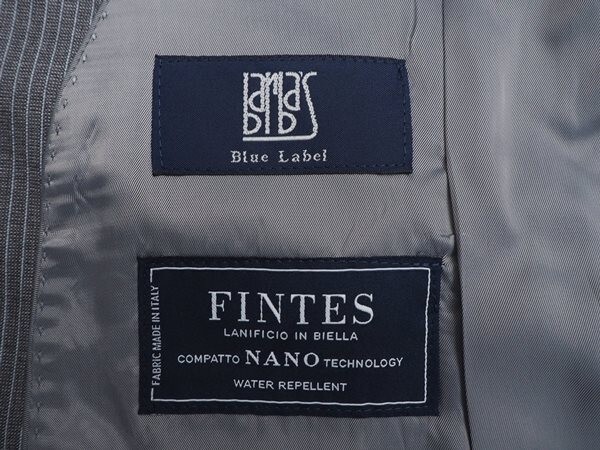 Blue Label
FABRIC MADE IN ITALY
FINTES
LANIFICIO IN BIELLA
COMPATTO NANO TECHNOLOGY
WATER REPELLENT